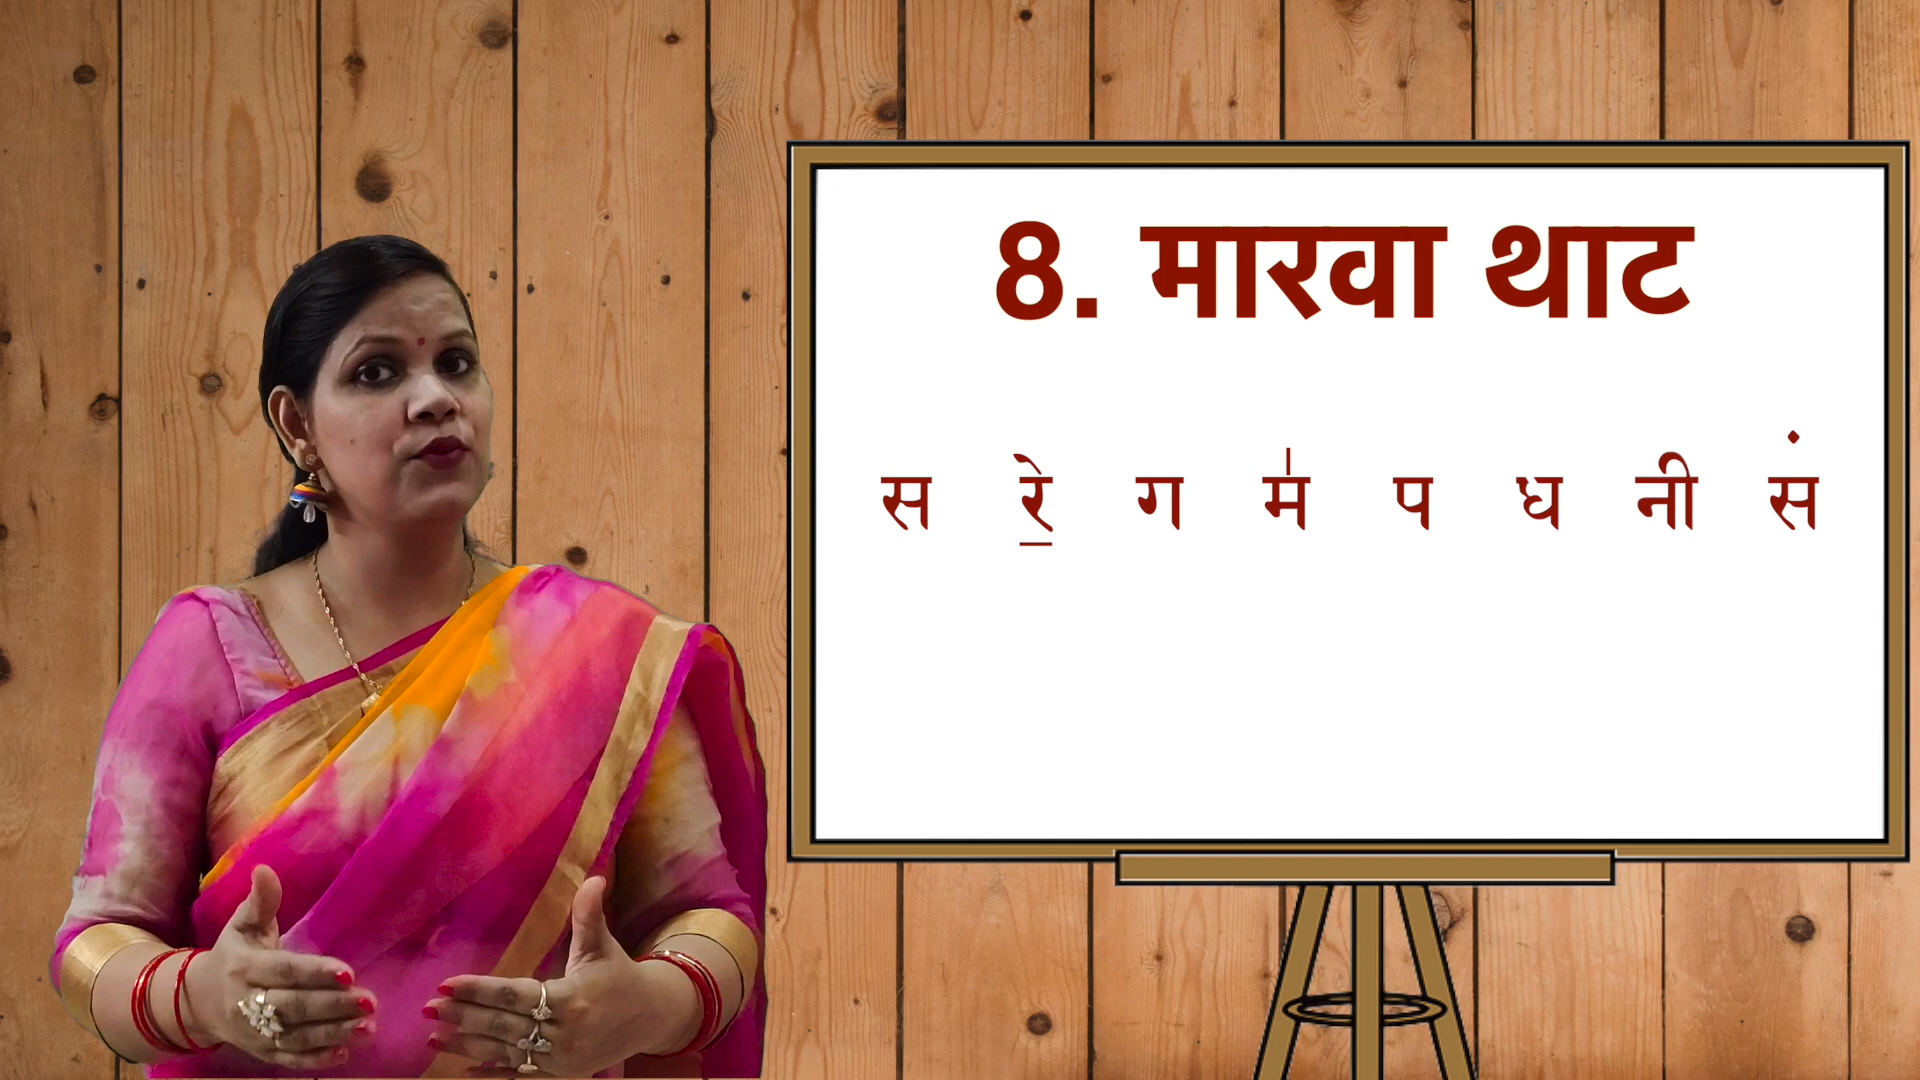 8. मारवा थाट
स रे॒ ग म॑ प ध नी सं